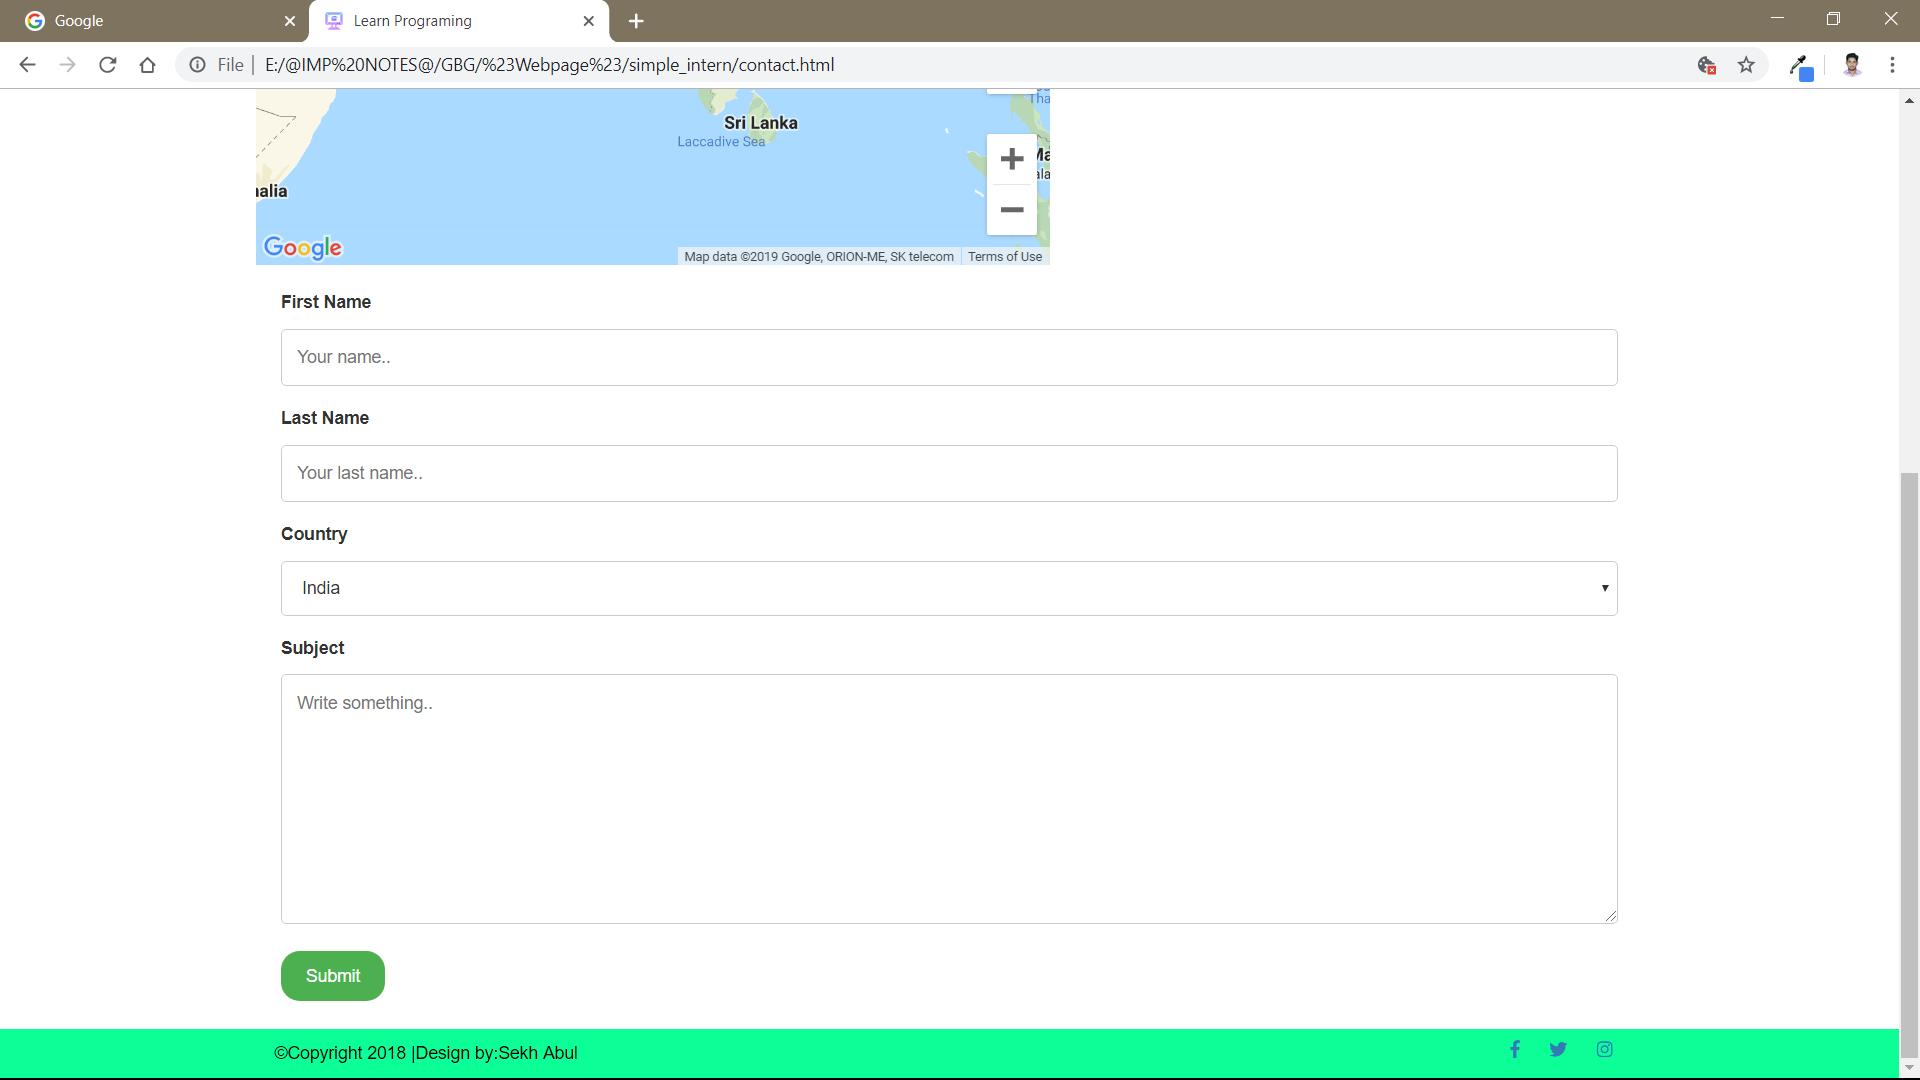 Google
Learn Programing
File
E:/@IMP%20NOTES@/GBG/%23Webpage%23/simple_intern/contact.html
Tha
Sri Lanka
Laccadive Sea
Ma
ala
nalia
Google
Map data ©2019 Google, ORION-ME, SK telecom
Terms of Use
First Name
Your name..
Last Name
Your last name..
Country
India
Subject
Write something..
Submit
©Copyright 2018 |Design by:Sekh Abul